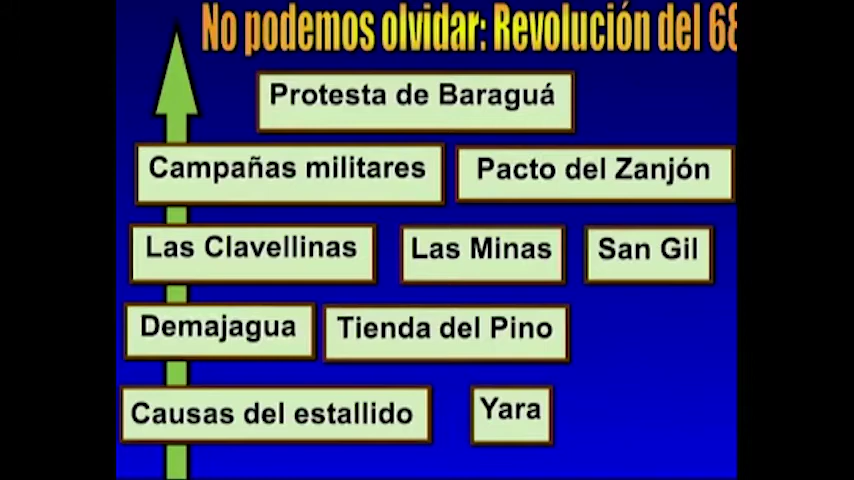 No podemos olvidar: Revolución del 68
Protesta de Baraguá
Campañas militares
Pacto del Zanjón
Las Clavellinas
Las Minas
San Gil
Demajagua
Tienda del Pino
Causas del estallido
Yara